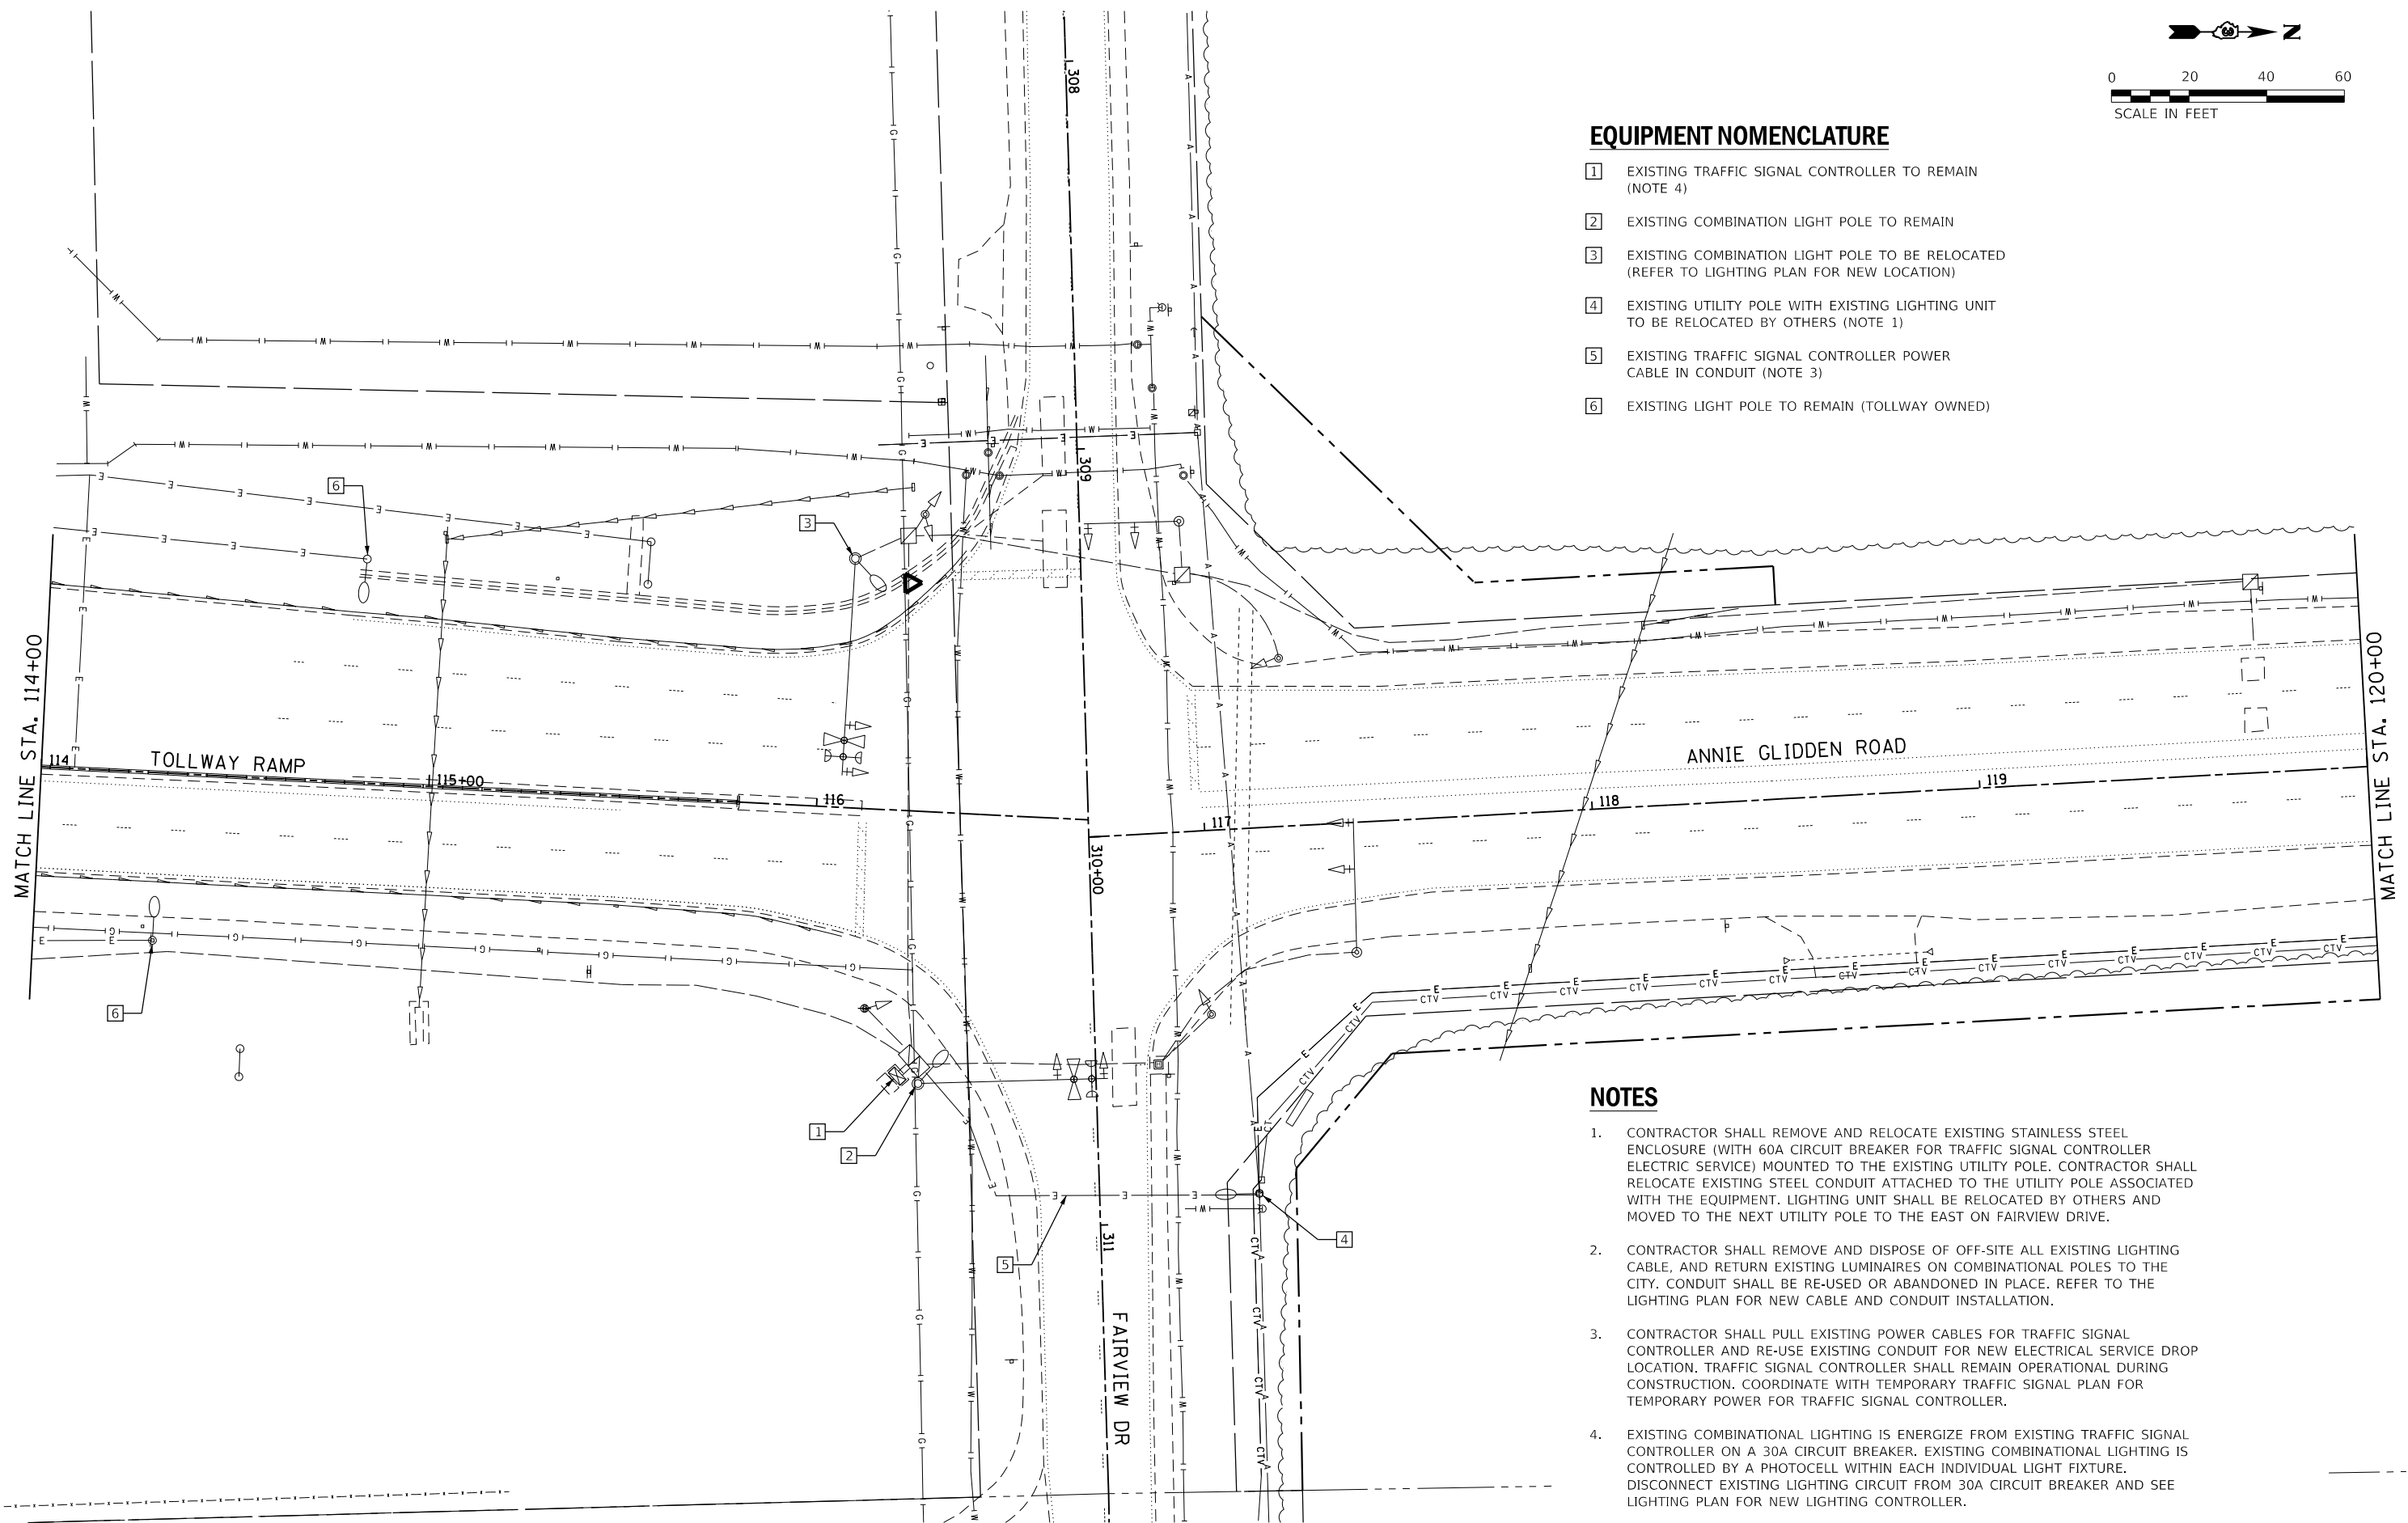 N
0 20 40 60
SCALE IN FEET
EQUIPMENT NOMENCLATURE
1 EXISTING TRAFFIC SIGNAL CONTROLLER TO REMAIN
(NOTE 4)
2 EXISTING COMBINATION LIGHT POLE TO REMAIN
3 EXISTING COMBINATION LIGHT POLE TO BE RELOCATED
(REFER TO LIGHTING PLAN FOR NEW LOCATION)
4 EXISTING UTILITY POLE WITH EXISTING LIGHTING UNIT
TO BE RELOCATED BY OTHERS (NOTE 1)
5 EXISTING TRAFFIC SIGNAL CONTROLLER POWER
CABLE IN CONDUIT (NOTE 3)
6 EXISTING LIGHT POLE TO REMAIN (TOLLWAY OWNED)
308
309
310+00
311
FAIRVIEW DR
6
3
MATCH LINE STA. 114+00
114
TOLLWAY RAMP
115+00
116
117
118
119
ANNIE GLIDDEN ROAD
MATCH LINE STA. 120+00
6
1
2
5
4
NOTES
1. CONTRACTOR SHALL REMOVE AND RELOCATE EXISTING STAINLESS STEEL
ENCLOSURE (WITH 60A CIRCUIT BREAKER FOR TRAFFIC SIGNAL CONTROLLER
ELECTRIC SERVICE) MOUNTED TO THE EXISTING UTILITY POLE. CONTRACTOR SHALL
RELOCATE EXISTING STEEL CONDUIT ATTACHED TO THE UTILITY POLE ASSOCIATED
WITH THE EQUIPMENT. LIGHTING UNIT SHALL BE RELOCATED BY OTHERS AND
MOVED TO THE NEXT UTILITY POLE TO THE EAST ON FAIRVIEW DRIVE.
2. CONTRACTOR SHALL REMOVE AND DISPOSE OF OFF-SITE ALL EXISTING LIGHTING
CABLE, AND RETURN EXISTING LUMINAIRES ON COMBINATIONAL POLES TO THE
CITY. CONDUIT SHALL BE RE-USED OR ABANDONED IN PLACE. REFER TO THE
LIGHTING PLAN FOR NEW CABLE AND CONDUIT INSTALLATION.
3. CONTRACTOR SHALL PULL EXISTING POWER CABLES FOR TRAFFIC SIGNAL
CONTROLLER AND RE-USE EXISTING CONDUIT FOR NEW ELECTRICAL SERVICE DROP
LOCATION. TRAFFIC SIGNAL CONTROLLER SHALL REMAIN OPERATIONAL DURING
CONSTRUCTION. COORDINATE WITH TEMPORARY TRAFFIC SIGNAL PLAN FOR
TEMPORARY POWER FOR TRAFFIC SIGNAL CONTROLLER.
4. EXISTING COMBINATIONAL LIGHTING IS ENERGIZE FROM EXISTING TRAFFIC SIGNAL
CONTROLLER ON A 30A CIRCUIT BREAKER. EXISTING COMBINATIONAL LIGHTING IS
CONTROLLED BY A PHOTOCELL WITHIN EACH INDIVIDUAL LIGHT FIXTURE.
DISCONNECT EXISTING LIGHTING CIRCUIT FROM 30A CIRCUIT BREAKER AND SEE
LIGHTING PLAN FOR NEW LIGHTING CONTROLLER.